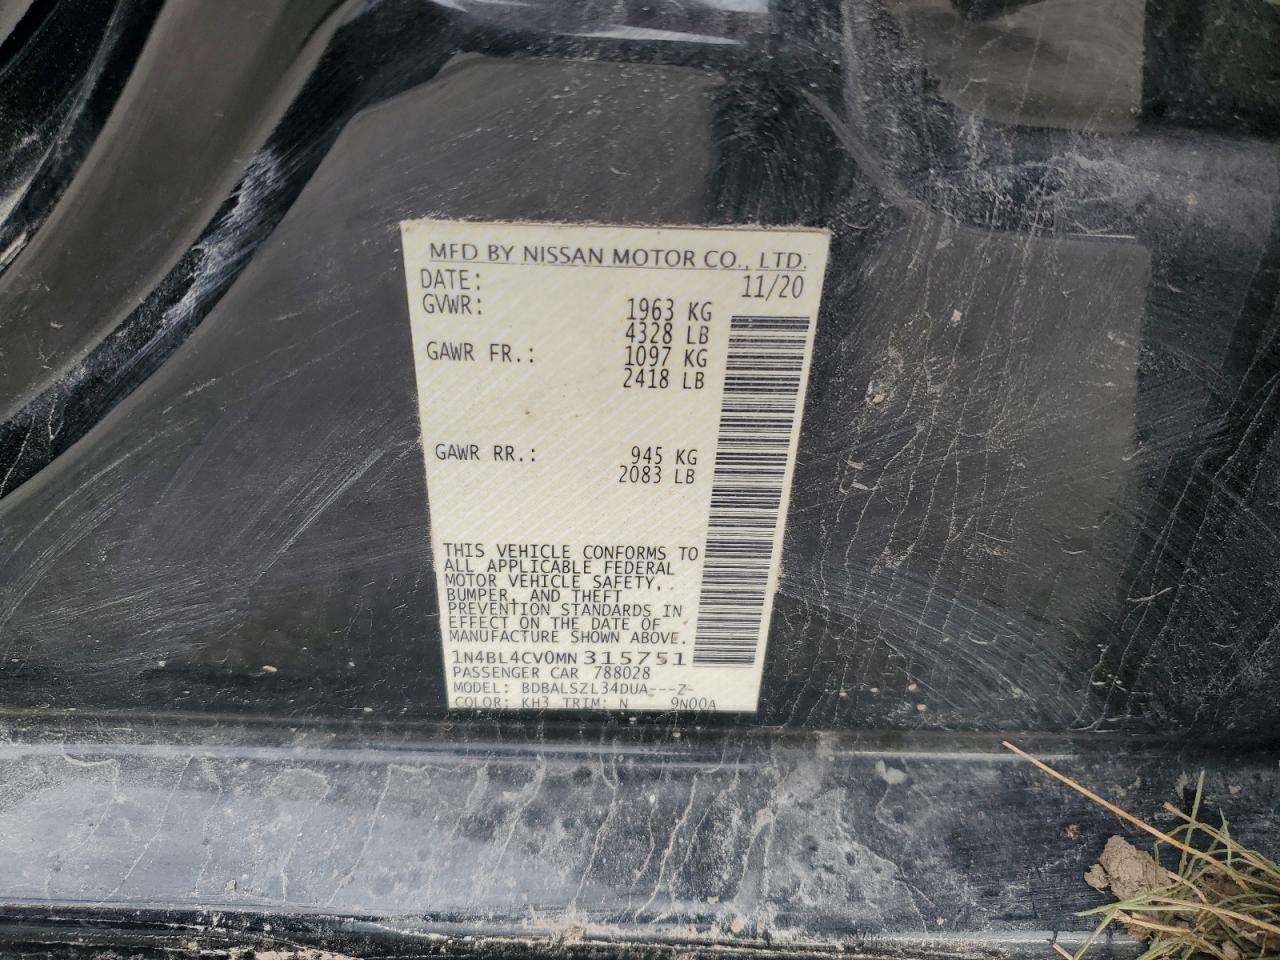 MFD BY NISSAN MOTOR CO., LTD.
DATE: 11/20
GVWR: 1963 KG
4328 LB
GAWR FR.: 1097 KG
2418 LB
GAWR RR.: 945 KG
2083 LB
THIS VEHICLE CONFORMS TO
ALL APPLICABLE FEDERAL
MOTOR VEHICLE SAFETY,
BUMPER, AND THEFT
PREVENTION STANDARDS IN
EFFECT ON THE DATE OF
MANUFACTURE SHOWN ABOVE.
1N4BL4CV0MN315751
PASSENGER CAR 788028
MODEL: BDBALSZL34DUA---Z-
COLOR: KH3 TRIM: N 9N00A